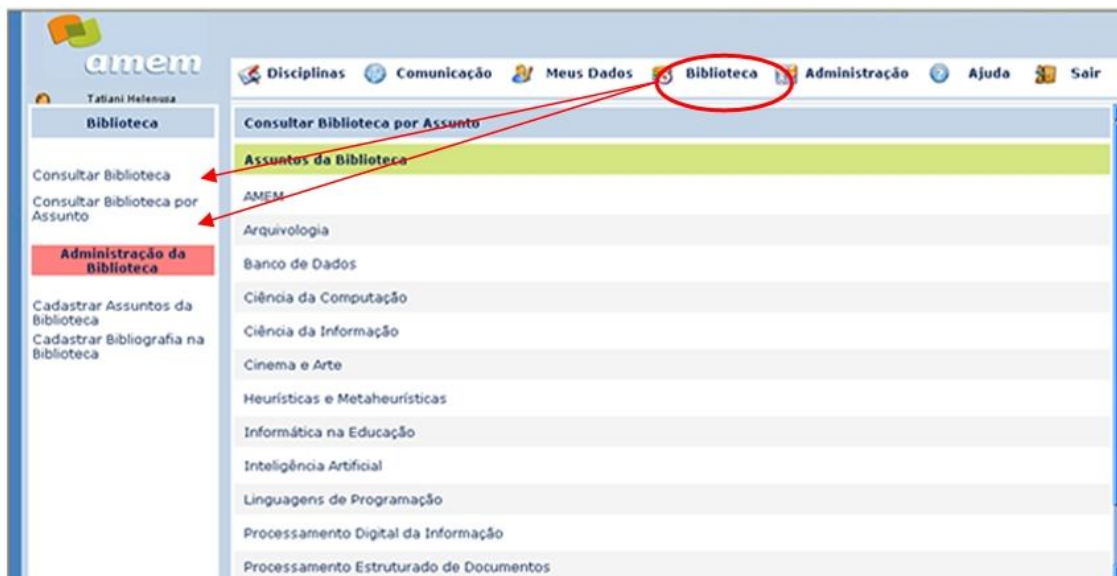 amem
Disciplinas Comunicação Meus Dados Biblioteca Administração Ajuda Sair
Tatiani Helenusa
Biblioteca
Consultar Biblioteca
Consultar Biblioteca por
Assunto
Administração da
Biblioteca
Cadastrar Assuntos da
Biblioteca
Cadastrar Bibliografia na
Biblioteca
Consultar Biblioteca por Assunto
Assuntos da Biblioteca
AMEM
Arquivologia
Banco de Dados
Ciência da Computação
Ciência da Informação
Cinema e Arte
Heurísticas e Metaheurísticas
Informática na Educação
Inteligência Artificial
Linguagens de Programação
Processamento Digital da Informação
Processamento Estruturado de Documentos